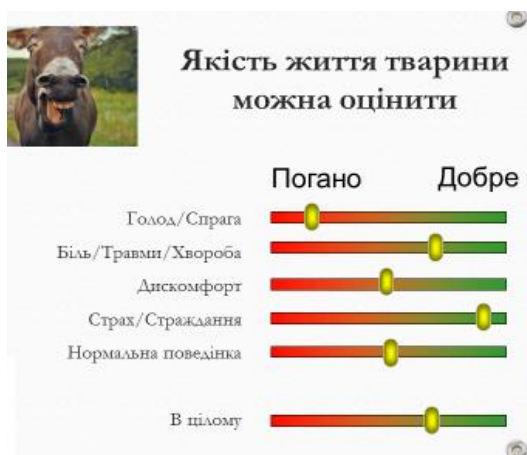 Якість життя тварини
можна оцінити
Погано Добре
Голод/Спрага
Біль/Травми/Хвороба
Дискомфорт
Страх/Страждання
Нормальна поведінка
В цілому